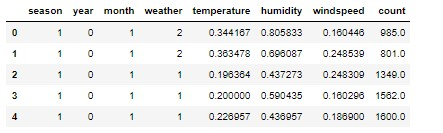 season year month weather temperature humidity windspeed count
0 1 0 1 2 0.344167 0.805833 0.160446 985.0
1 1 0 1 2 0.363478 0.696087 0.248539 801.0
2 1 0 1 1 0.196364 0.437273 0.248309 1349.0
3 1 0 1 1 0.200000 0.590435 0.160296 1562.0
4 1 0 1 1 0.226957 0.436957 0.186900 1600.0